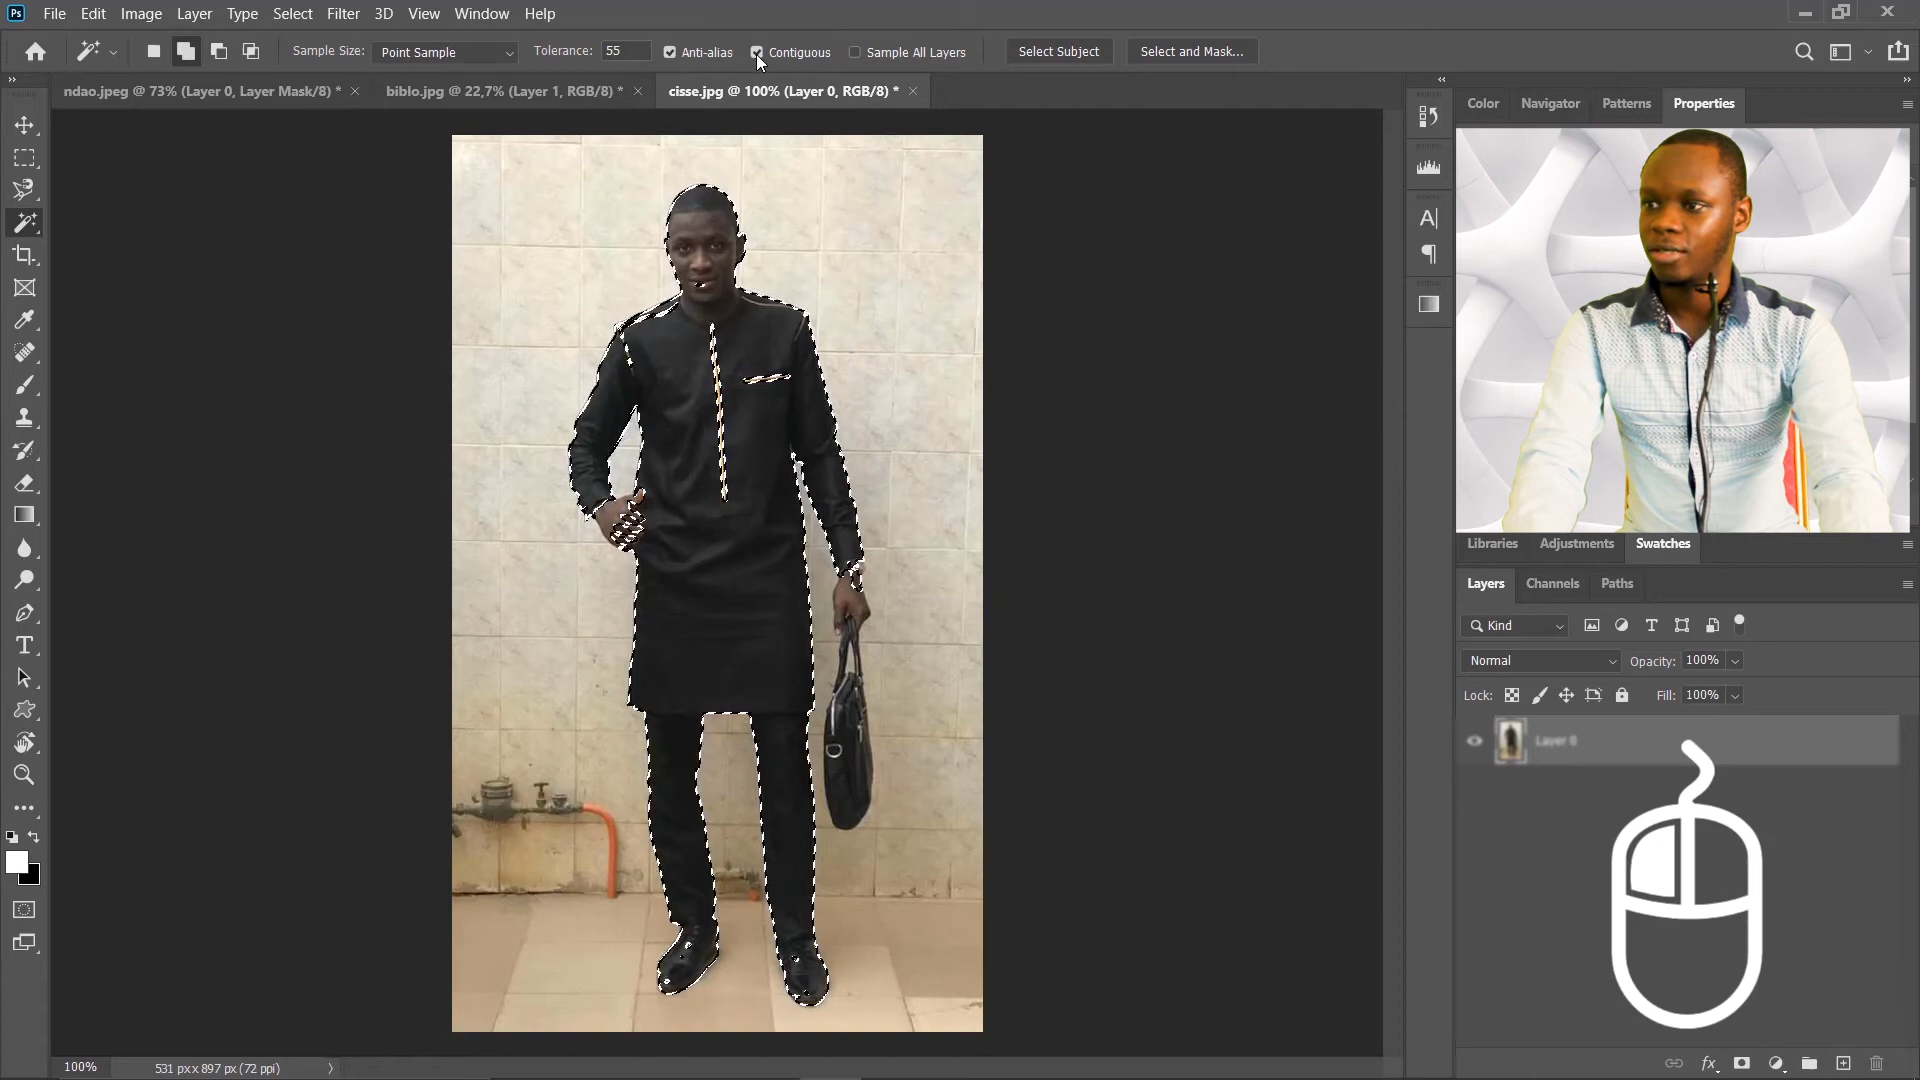 Ps File Edit Image Layer Type Select Filter 3D View Window Help
Sample Size: Point Sample Tolerance: 55 Anti-alias Contiguous Sample All Layers Select Subject Select and Mask...
ndao.jpeg @ 73% (Layer 0, Layer Mask/8) * biblo.jpg @ 22,7% (Layer 1, RGB/8) * cisse.jpg @ 100% (Layer 0, RGB/8) *
Color Navigator Patterns Properties
Libraries Adjustments Swatches
Layers Channels Paths
Kind
Normal Opacity: 100%
Lock: Fill: 100%
Layer 0
100% 531 px x 897 px (72 ppi)